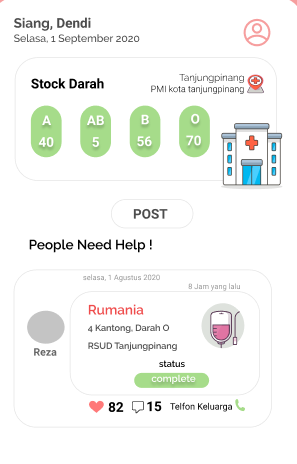 Siang, Dendi
Selasa, 1 September 2020
Stock Darah
Tanjungpinang
PMI kota tanjungpinang
A
40
AB
5
B
56
O
70
POST
People Need Help !
selasa, 1 Agustus 2020
8 Jam yang lalu
Rumania
4 Kantong, Darah O
RSUD Tanjungpinang
Reza
status
complete
82
15
Telfon Keluarga